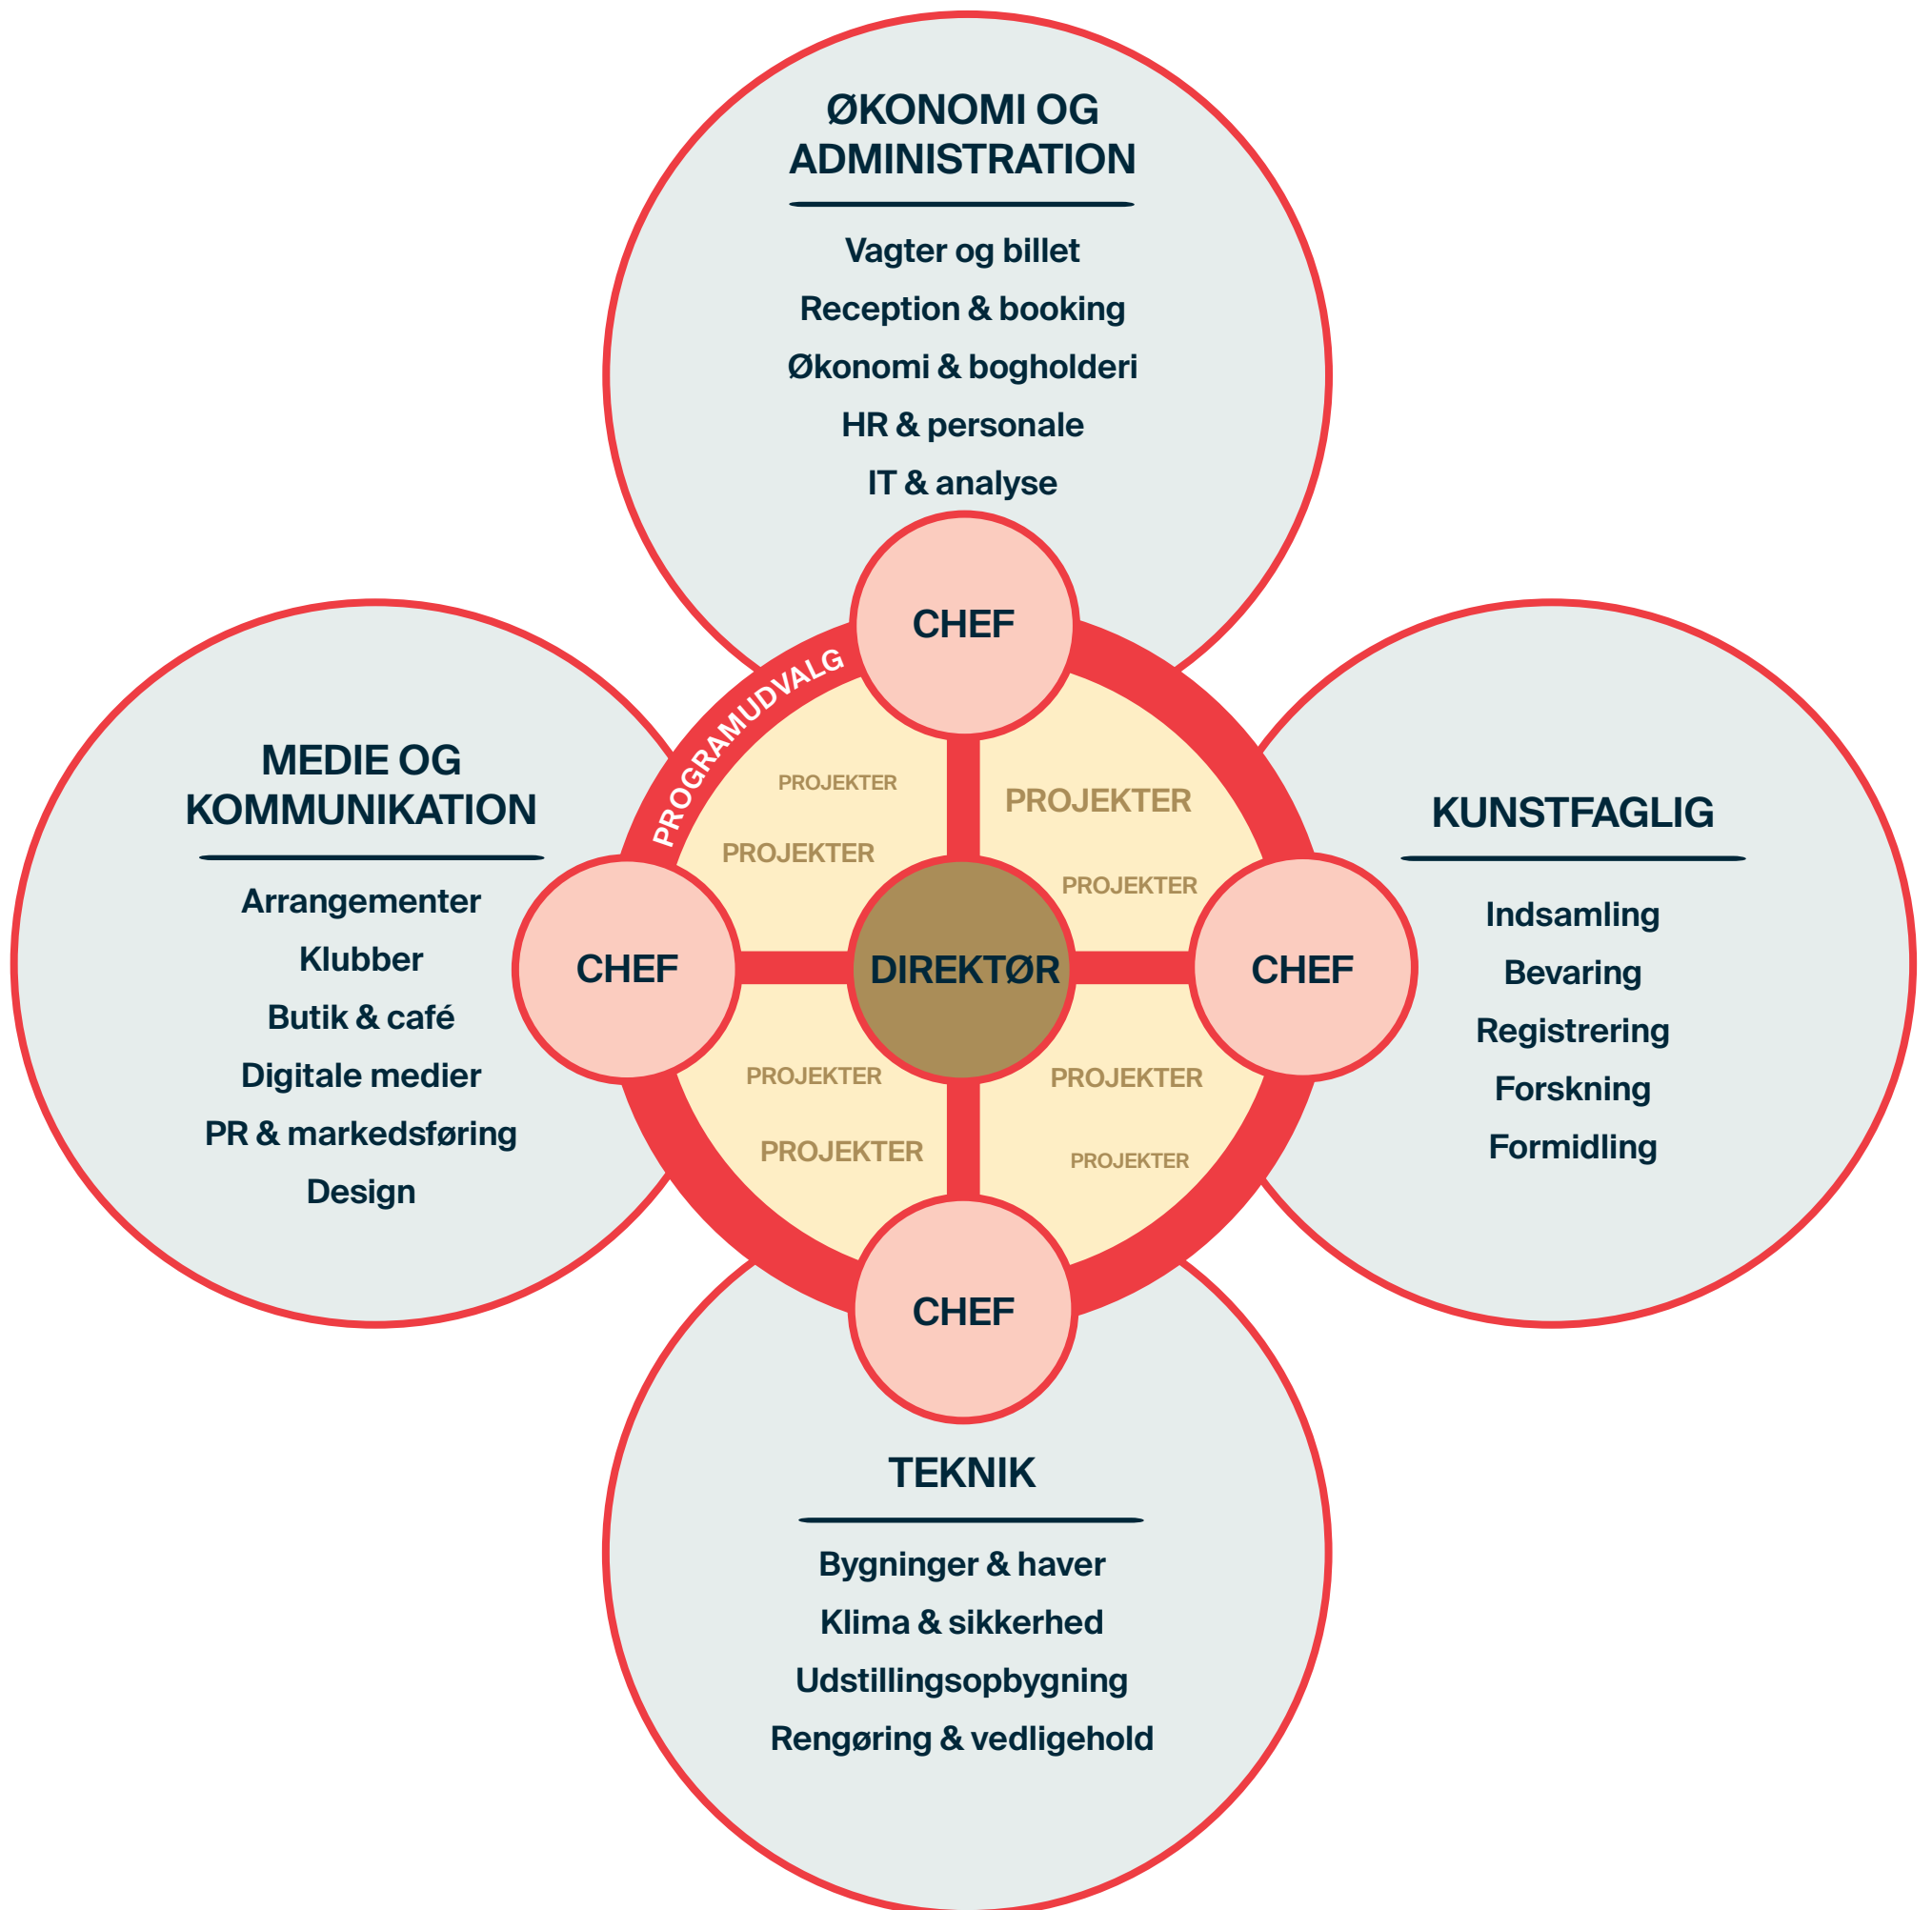 ØKONOMI OG
ADMINISTRATION
Vagter og billet
Reception & booking
Økonomi & bogholderi
HR & personale
IT & analyse
CHEF
PROGRAMUDVALG
MEDIE OG
KOMMUNIKATION
Arrangementer
Klubber
Butik & café
Digitale medier
PR & markedsføring
Design
CHEF
PROJEKTER
PROJEKTER
PROJEKTER
PROJEKTER
DIREKTØR
PROJEKTER
PROJEKTER
PROJEKTER
PROJEKTER
CHEF
KUNSTFAGLIG
Indsamling
Bevaring
Registrering
Forskning
Formidling
CHEF
TEKNIK
Bygninger & haver
Klima & sikkerhed
Udstillingsopbygning
Rengøring & vedligehold